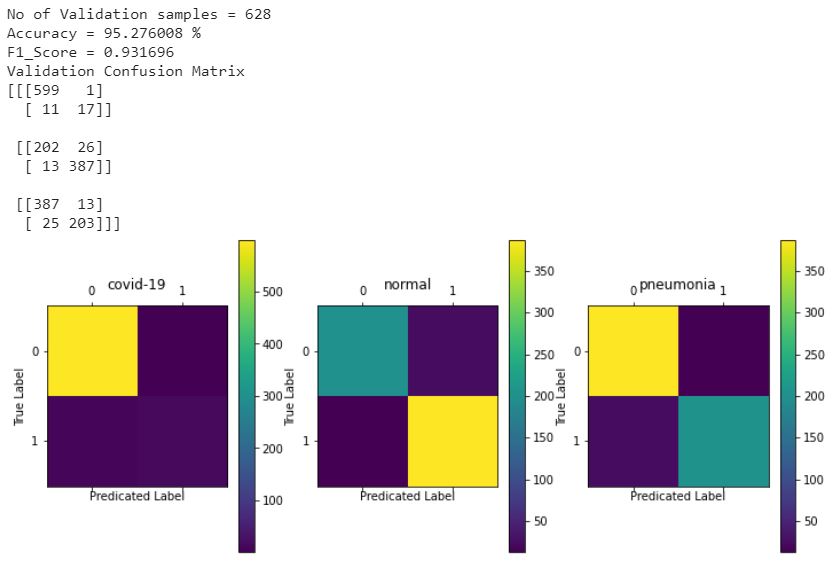 No of Validation samples = 628
Accuracy = 95.276008 %
F1_Score = 0.931696
Validation Confusion Matrix
[[[599   1]
  [ 11  17]]
 [[202  26]
  [ 13 387]]
 [[387  13]
  [ 25 203]]]
covid-19
0 1
0
1
True Label
Predicated Label
500
400
300
200
100
normal
0 1
0
1
True Label
Predicated Label
350
300
250
200
150
100
50
pneumonia
0 1
0
1
True Label
Predicated Label
350
300
250
200
150
100
50